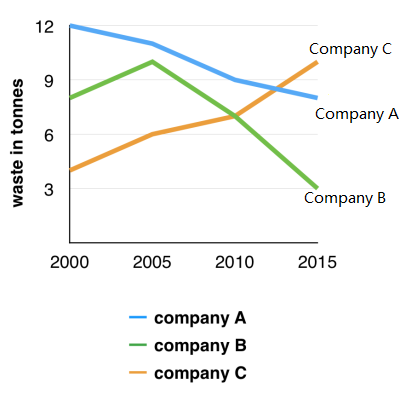 12
Company C
9
waste in tonnes
Company A
6
3
Company B
2000 2005 2010 2015
company A
company B
company C